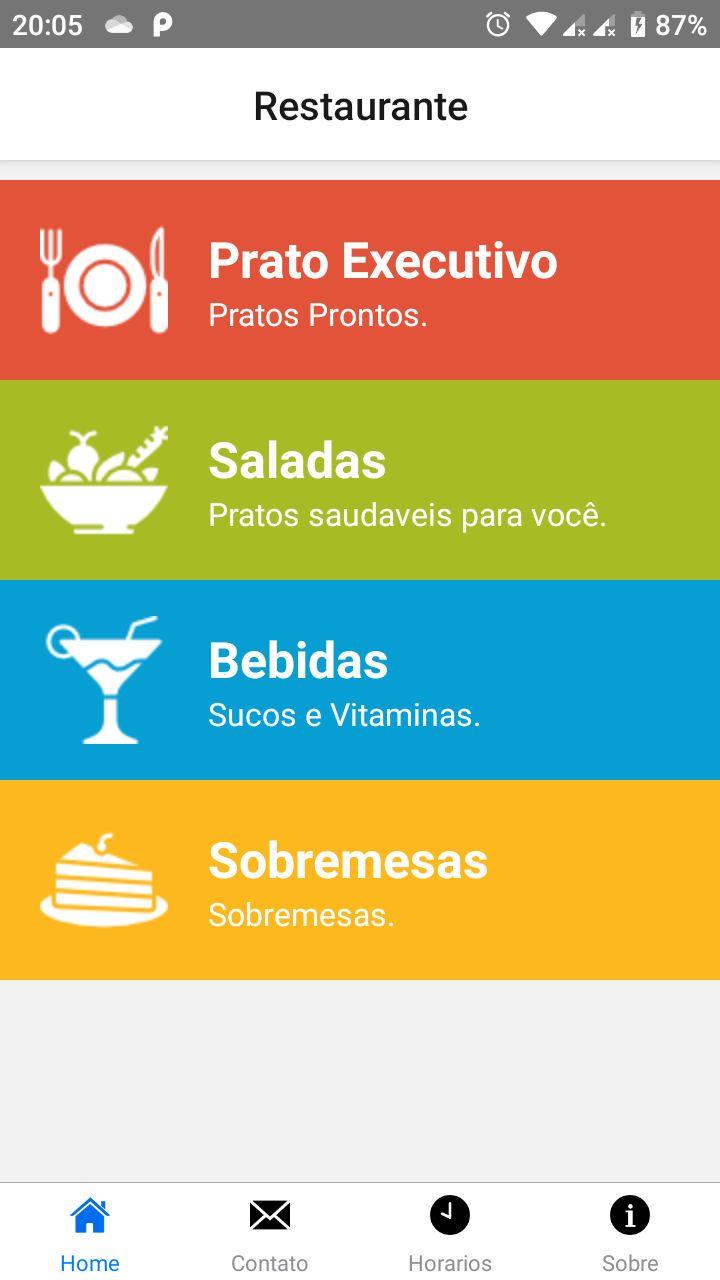 20:05 87%
Restaurante
Prato Executivo
Pratos Prontos.
Saladas
Pratos saudaveis para você.
Bebidas
Sucos e Vitaminas.
Sobremesas
Sobremesas.
Home Contato Horarios Sobre